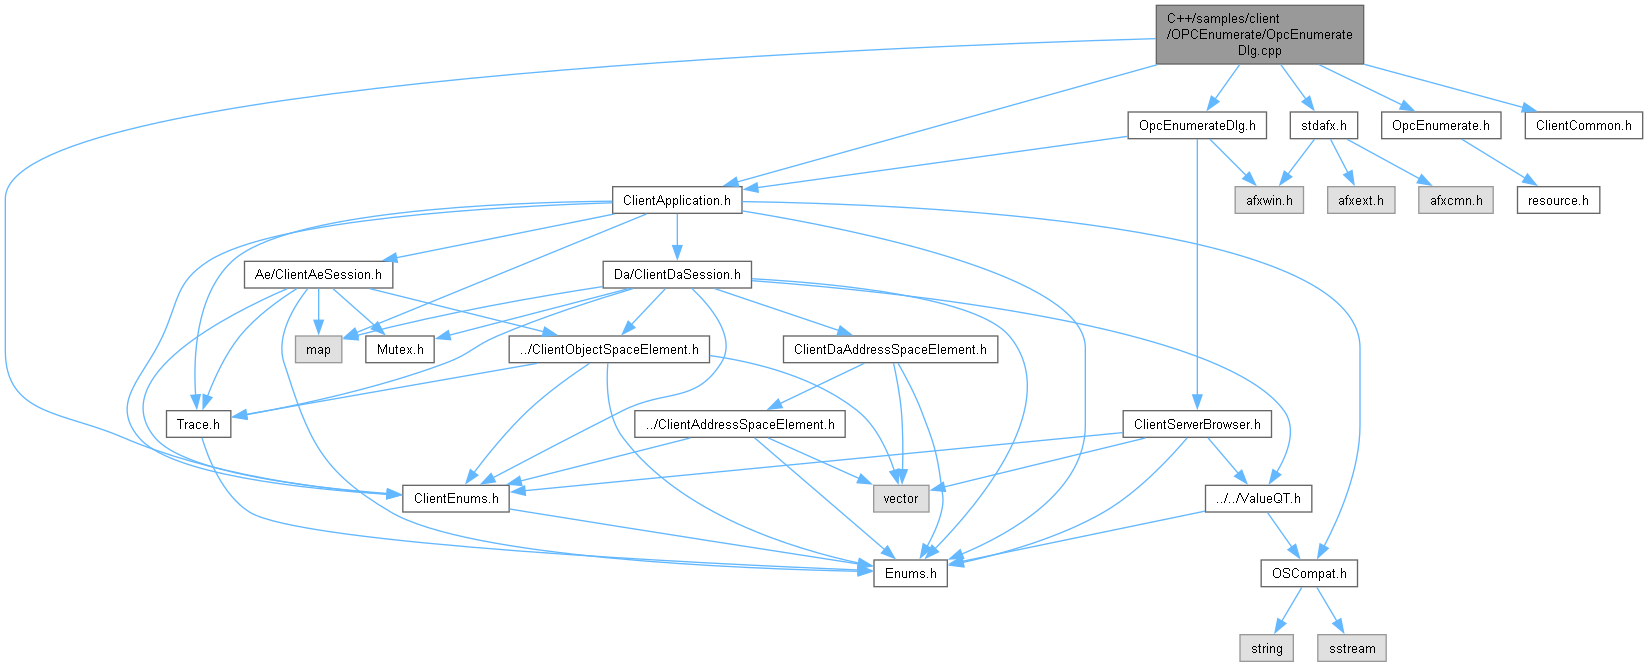 C++/samples/client
/OPCEnumerate/OpcEnumerate
Dlg.cpp
OpcEnumerateDlg.h
stdafx.h
OpcEnumerate.h
ClientCommon.h
ClientApplication.h
afxwin.h
afxext.h
afxcmn.h
resource.h
Ae/ClientAeSession.h
Da/ClientDaSession.h
map
Mutex.h
../ClientObjectSpaceElement.h
ClientDaAddressSpaceElement.h
Trace.h
../ClientAddressSpaceElement.h
ClientServerBrowser.h
ClientEnums.h
vector
../../ValueQT.h
Enums.h
OSCompat.h
string
sstream